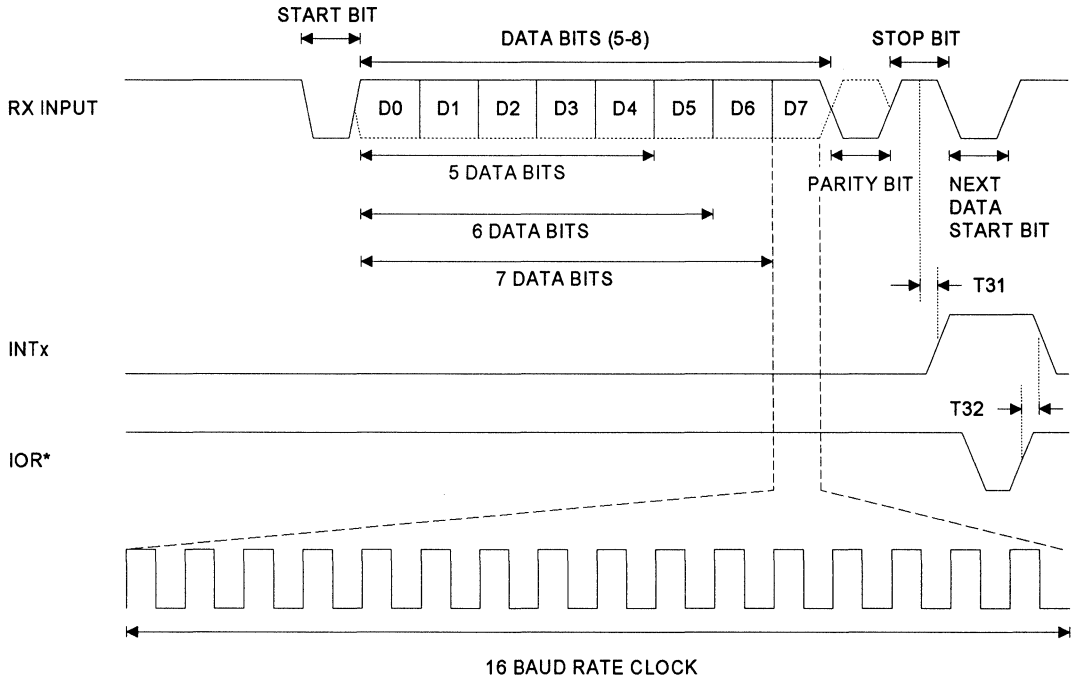 START BIT
DATA BITS (5-8)
STOP BIT
RX INPUT
D0 D1 D2 D3 D4 D5 D6 D7
5 DATA BITS
PARITY BIT
NEXT
DATA
START BIT
6 DATA BITS
7 DATA BITS
T31
INTx
T32
IOR*
16 BAUD RATE CLOCK